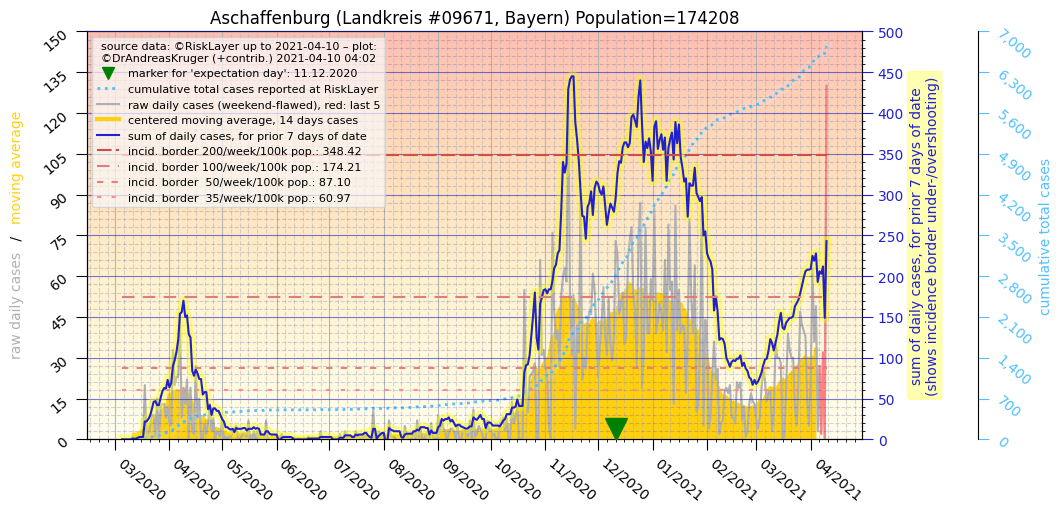 Aschaffenburg (Landkreis #09671, Bayern) Population=174208
source data: ©RiskLayer up to 2021-04-10 – plot:
©DrAndreasKruger (+contrib.) 2021-04-10 04:02
marker for 'expectation day': 11.12.2020
cumulative total cases reported at RiskLayer
raw daily cases (weekend-flawed), red: last 5
centered moving average, 14 days cases
sum of daily cases, for prior 7 days of date
incid. border 200/week/100k pop.: 348.42
incid. border 100/week/100k pop.: 174.21
incid. border  50/week/100k pop.: 87.10
incid. border  35/week/100k pop.: 60.97
raw daily cases / moving average
150
135
120
105
90
75
60
45
30
15
0
03/2020
04/2020
05/2020
06/2020
07/2020
08/2020
09/2020
10/2020
11/2020
12/2020
01/2021
02/2021
03/2021
04/2021
500
450
400
350
300
250
200
150
100
50
0
sum of daily cases, for prior 7 days of date
(shows incidence border under-/overshooting)
7,000
6,300
5,600
4,900
4,200
3,500
2,800
2,100
1,400
700
0
cumulative total cases